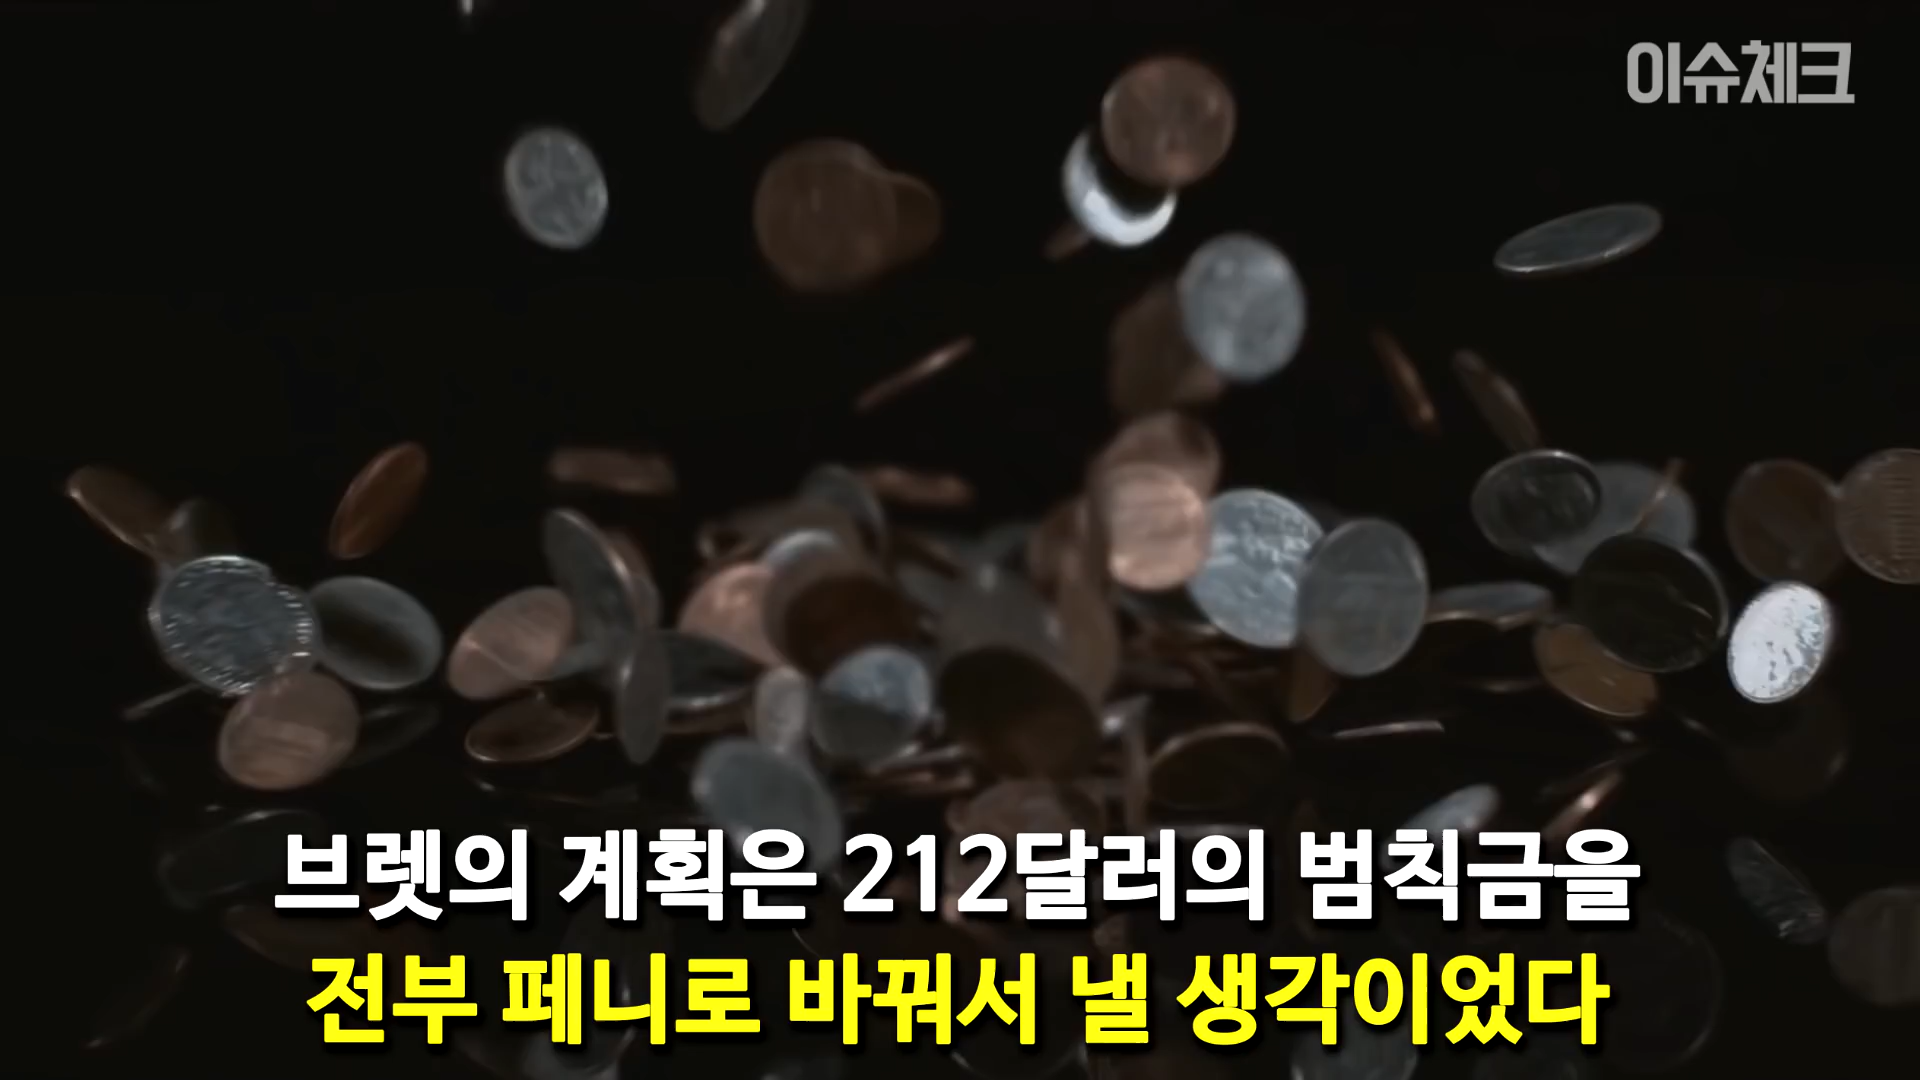 이슈체크
브렛의 계획은 212달러의 범칙금을
전부 페니로 바꿔서 낼 생각이었다